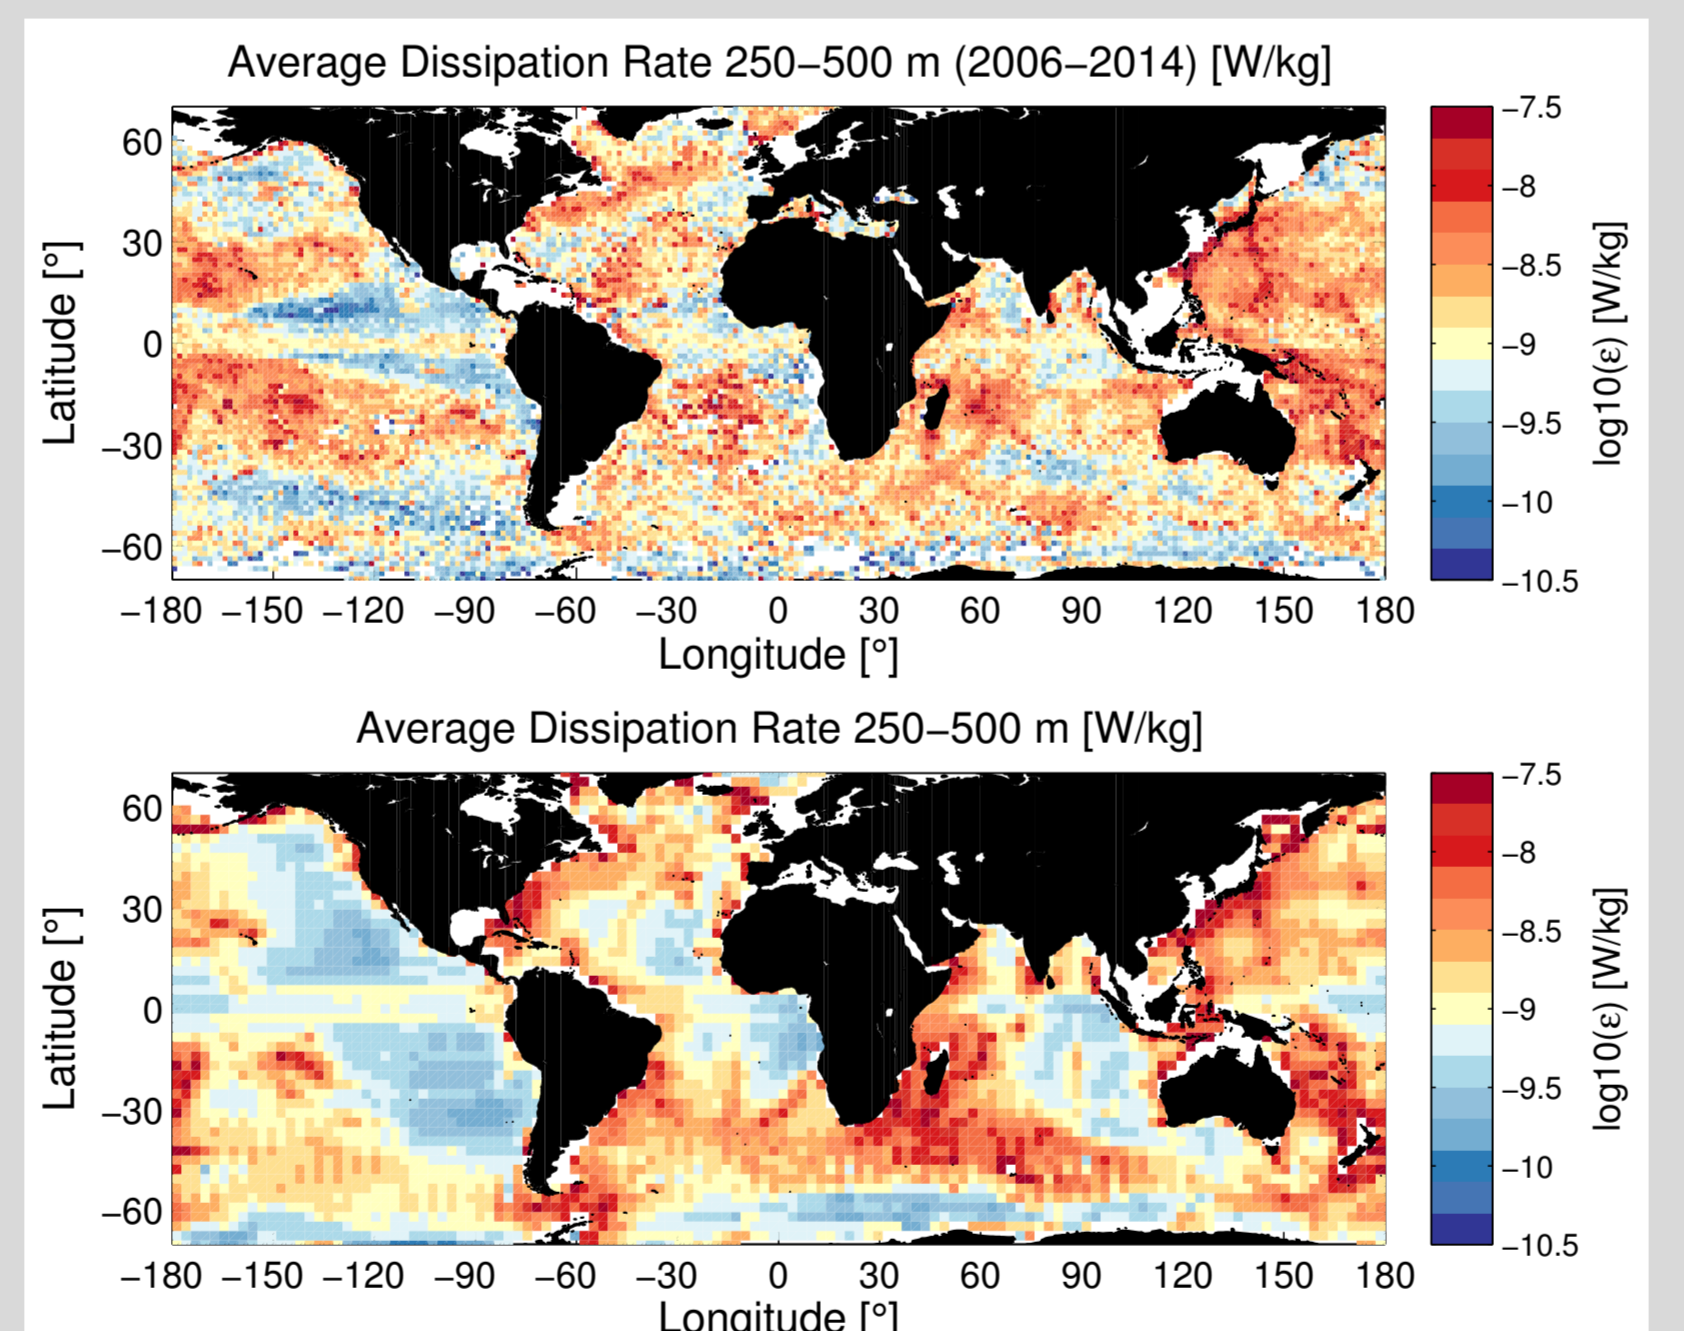 Average Dissipation Rate 250−500 m (2006−2014) [W/kg]
60
30
0
−30
−60
Latitude [°]
−180 −150 −120 −90 −60 −30 0 30 60 90 120 150 180
Longitude [°]
−7.5
−8
−8.5
−9
−9.5
−10
−10.5
log10(ε) [W/kg]
Average Dissipation Rate 250−500 m [W/kg]
60
30
0
−30
−60
Latitude [°]
−180 −150 −120 −90 −60 −30 0 30 60 90 120 150 180
Longitude [°]
−7.5
−8
−8.5
−9
−9.5
−10
−10.5
log10(ε) [W/kg]